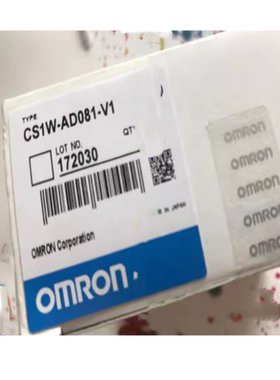 TYPE
CS1W-AD081-V1
LOT NO.
QT'
172030
IN JAPAN
OMRON Corporation
OMRON
OMRON
OMRON
OMRON
OMRON
OMRON